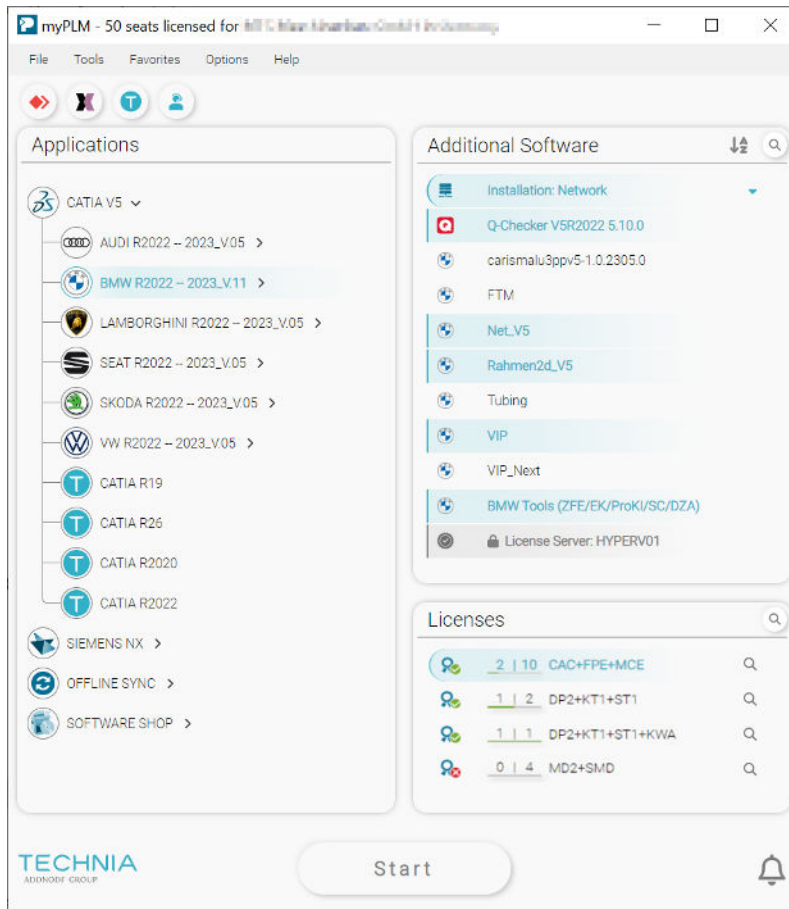 myPLM - 50 seats licensed for
File Tools Favorites Options Help
Applications
CATIA V5
AUDI R2022 -- 2023_V.05
BMW R2022 -- 2023_V.11
LAMBORGHINI R2022 -- 2023_V.05
SEAT R2022 -- 2023_V.05
SKODA R2022 -- 2023_V.05
VW R2022 -- 2023_V.05
T CATIA R19
T CATIA R26
T CATIA R2020
T CATIA R2022
SIEMENS NX
OFFLINE SYNC
SOFTWARE SHOP
Additional Software
Installation: Network
Q-Checker V5R2022 5.10.0
carismalu3ppv5-1.0.2305.0
FTM
Net_V5
Rahmen2d_V5
Tubing
VIP
VIP_Next
BMW Tools (ZFE/EK/ProKI/SC/DZA)
License Server: HYPERV01
Licenses
2 | 10 CAC+FPE+MCE
1 | 2 DP2+KT1+ST1
1 | 1 DP2+KT1+ST1+KWA
0 | 4 MD2+SMD
TECHNIA
ADDNODE GROUP
Start